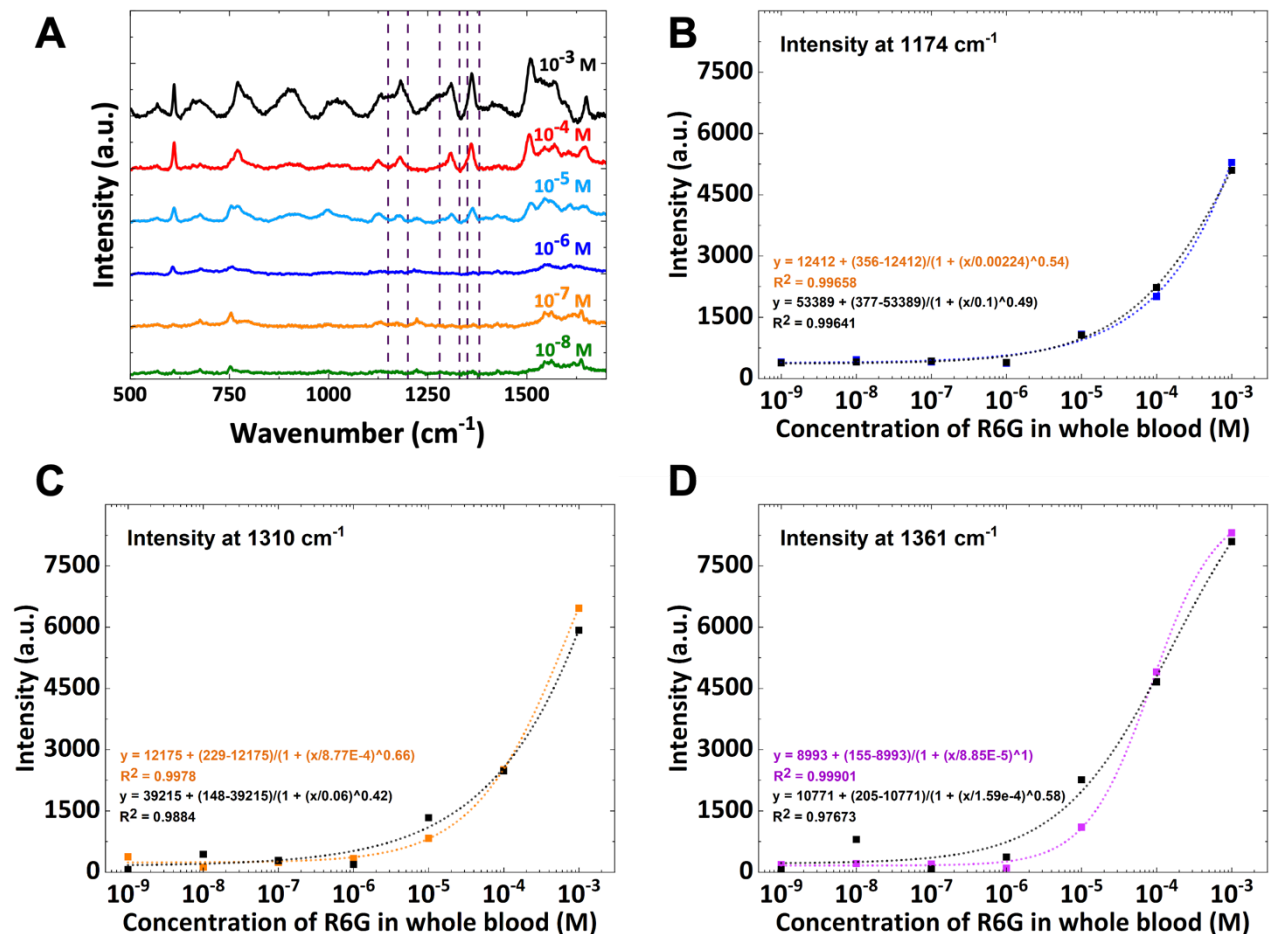 A
10⁻³ M
10⁻⁴ M
10⁻⁵ M
10⁻⁶ M
10⁻⁷ M
10⁻⁸ M
Intensity (a.u.)
500 750 1000 1250 1500
Wavenumber (cm⁻¹)
B
Intensity at 1174 cm⁻¹
7500
6000
4500
3000
1500
0
Intensity (a.u.)
y = 12412 + (356-12412)/(1 + (x/0.00224)^0.54)
R² = 0.99658
y = 53389 + (377-53389)/(1 + (x/0.1)^0.49)
R² = 0.99641
10⁻⁹ 10⁻⁸ 10⁻⁷ 10⁻⁶ 10⁻⁵ 10⁻⁴ 10⁻³
Concentration of R6G in whole blood (M)
C
Intensity at 1310 cm⁻¹
7500
6000
4500
3000
1500
0
Intensity (a.u.)
y = 12175 + (229-12175)/(1 + (x/8.77E-4)^0.66)
R² = 0.9978
y = 39215 + (148-39215)/(1 + (x/0.06)^0.42)
R² = 0.9884
10⁻⁹ 10⁻⁸ 10⁻⁷ 10⁻⁶ 10⁻⁵ 10⁻⁴ 10⁻³
Concentration of R6G in whole blood (M)
D
Intensity at 1361 cm⁻¹
7500
6000
4500
3000
1500
0
Intensity (a.u.)
y = 8993 + (155-8993)/(1 + (x/8.85E-5)^1)
R² = 0.99901
y = 10771 + (205-10771)/(1 + (x/1.59e-4)^0.58)
R² = 0.97673
10⁻⁹ 10⁻⁸ 10⁻⁷ 10⁻⁶ 10⁻⁵ 10⁻⁴ 10⁻³
Concentration of R6G in whole blood (M)